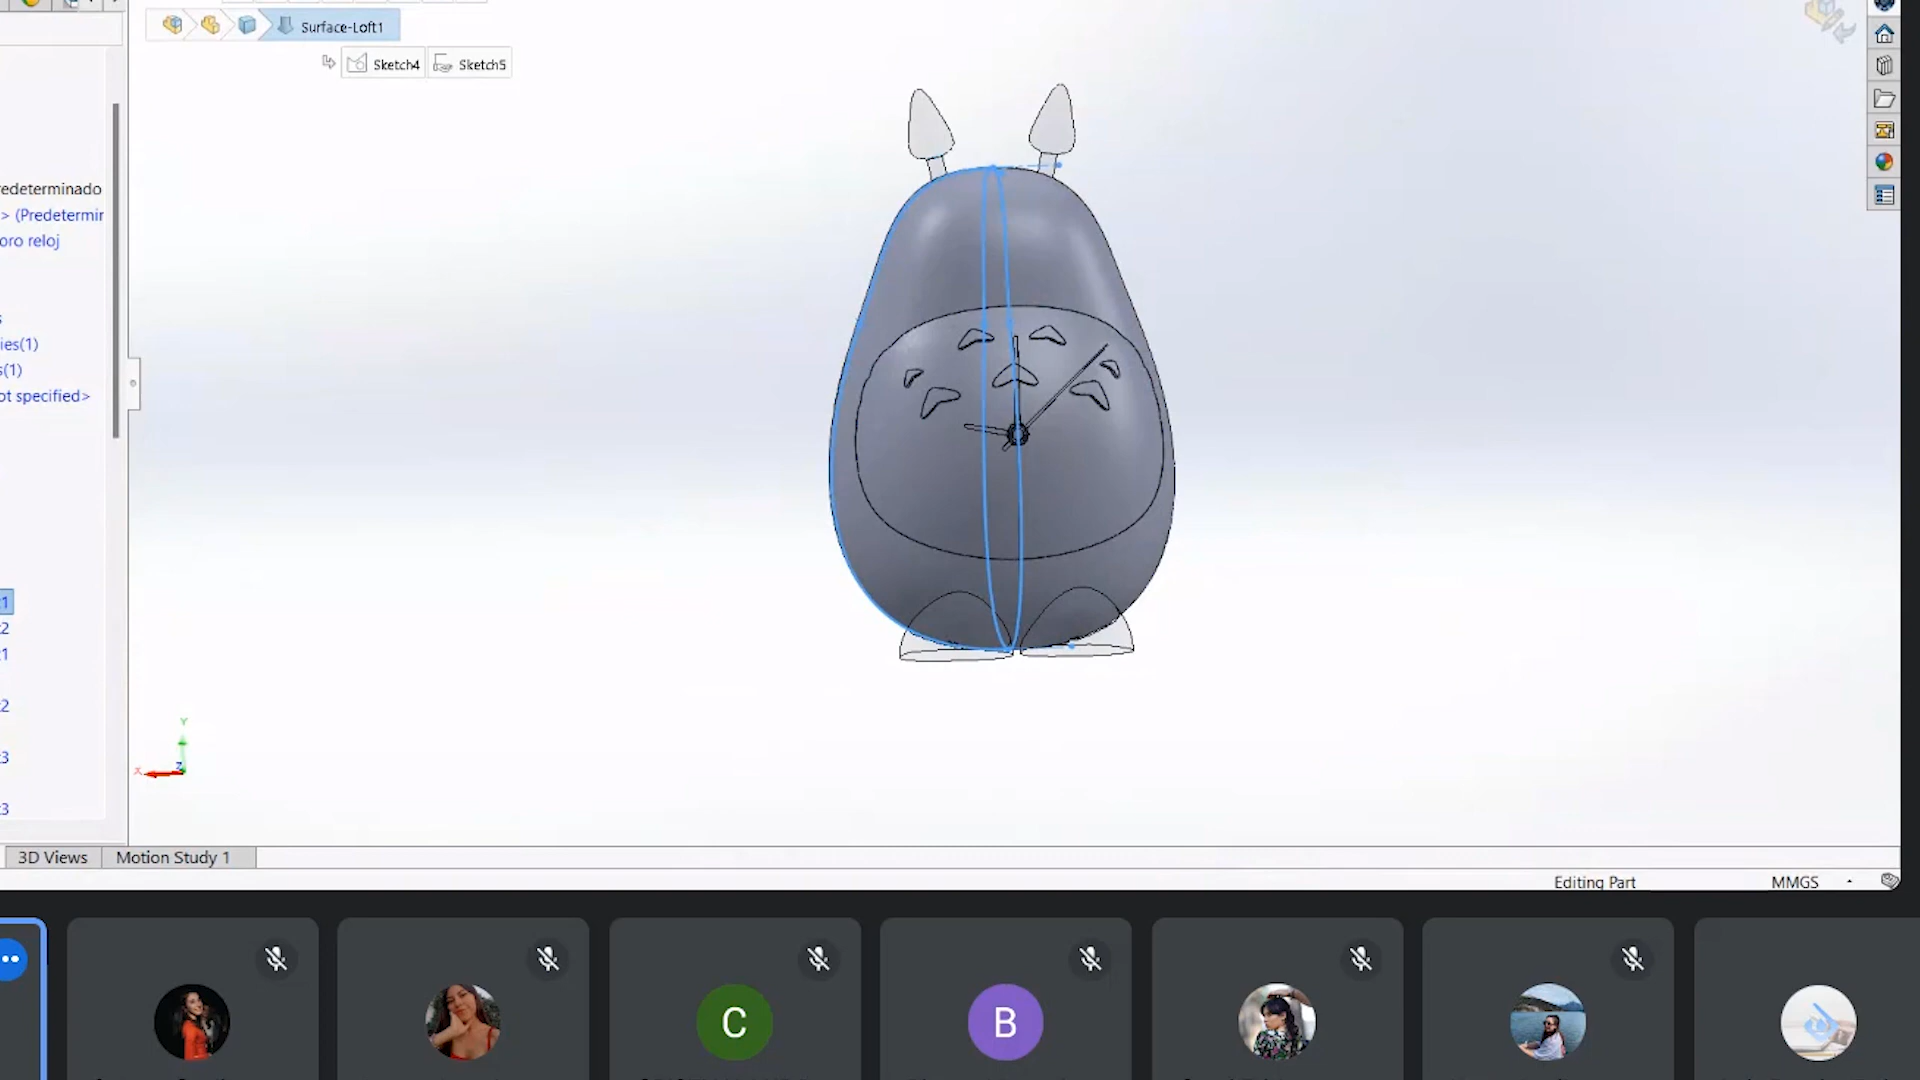 Surface-Loft1
Sketch4
Sketch5
redeterminado
> (Predetermir
oro reloj
ies(1)
s(1)
ot specified>
:1
:2
:1
:2
:3
:3
Y
X
Z
3D Views
Motion Study 1
Editing Part
MMGS
C
B